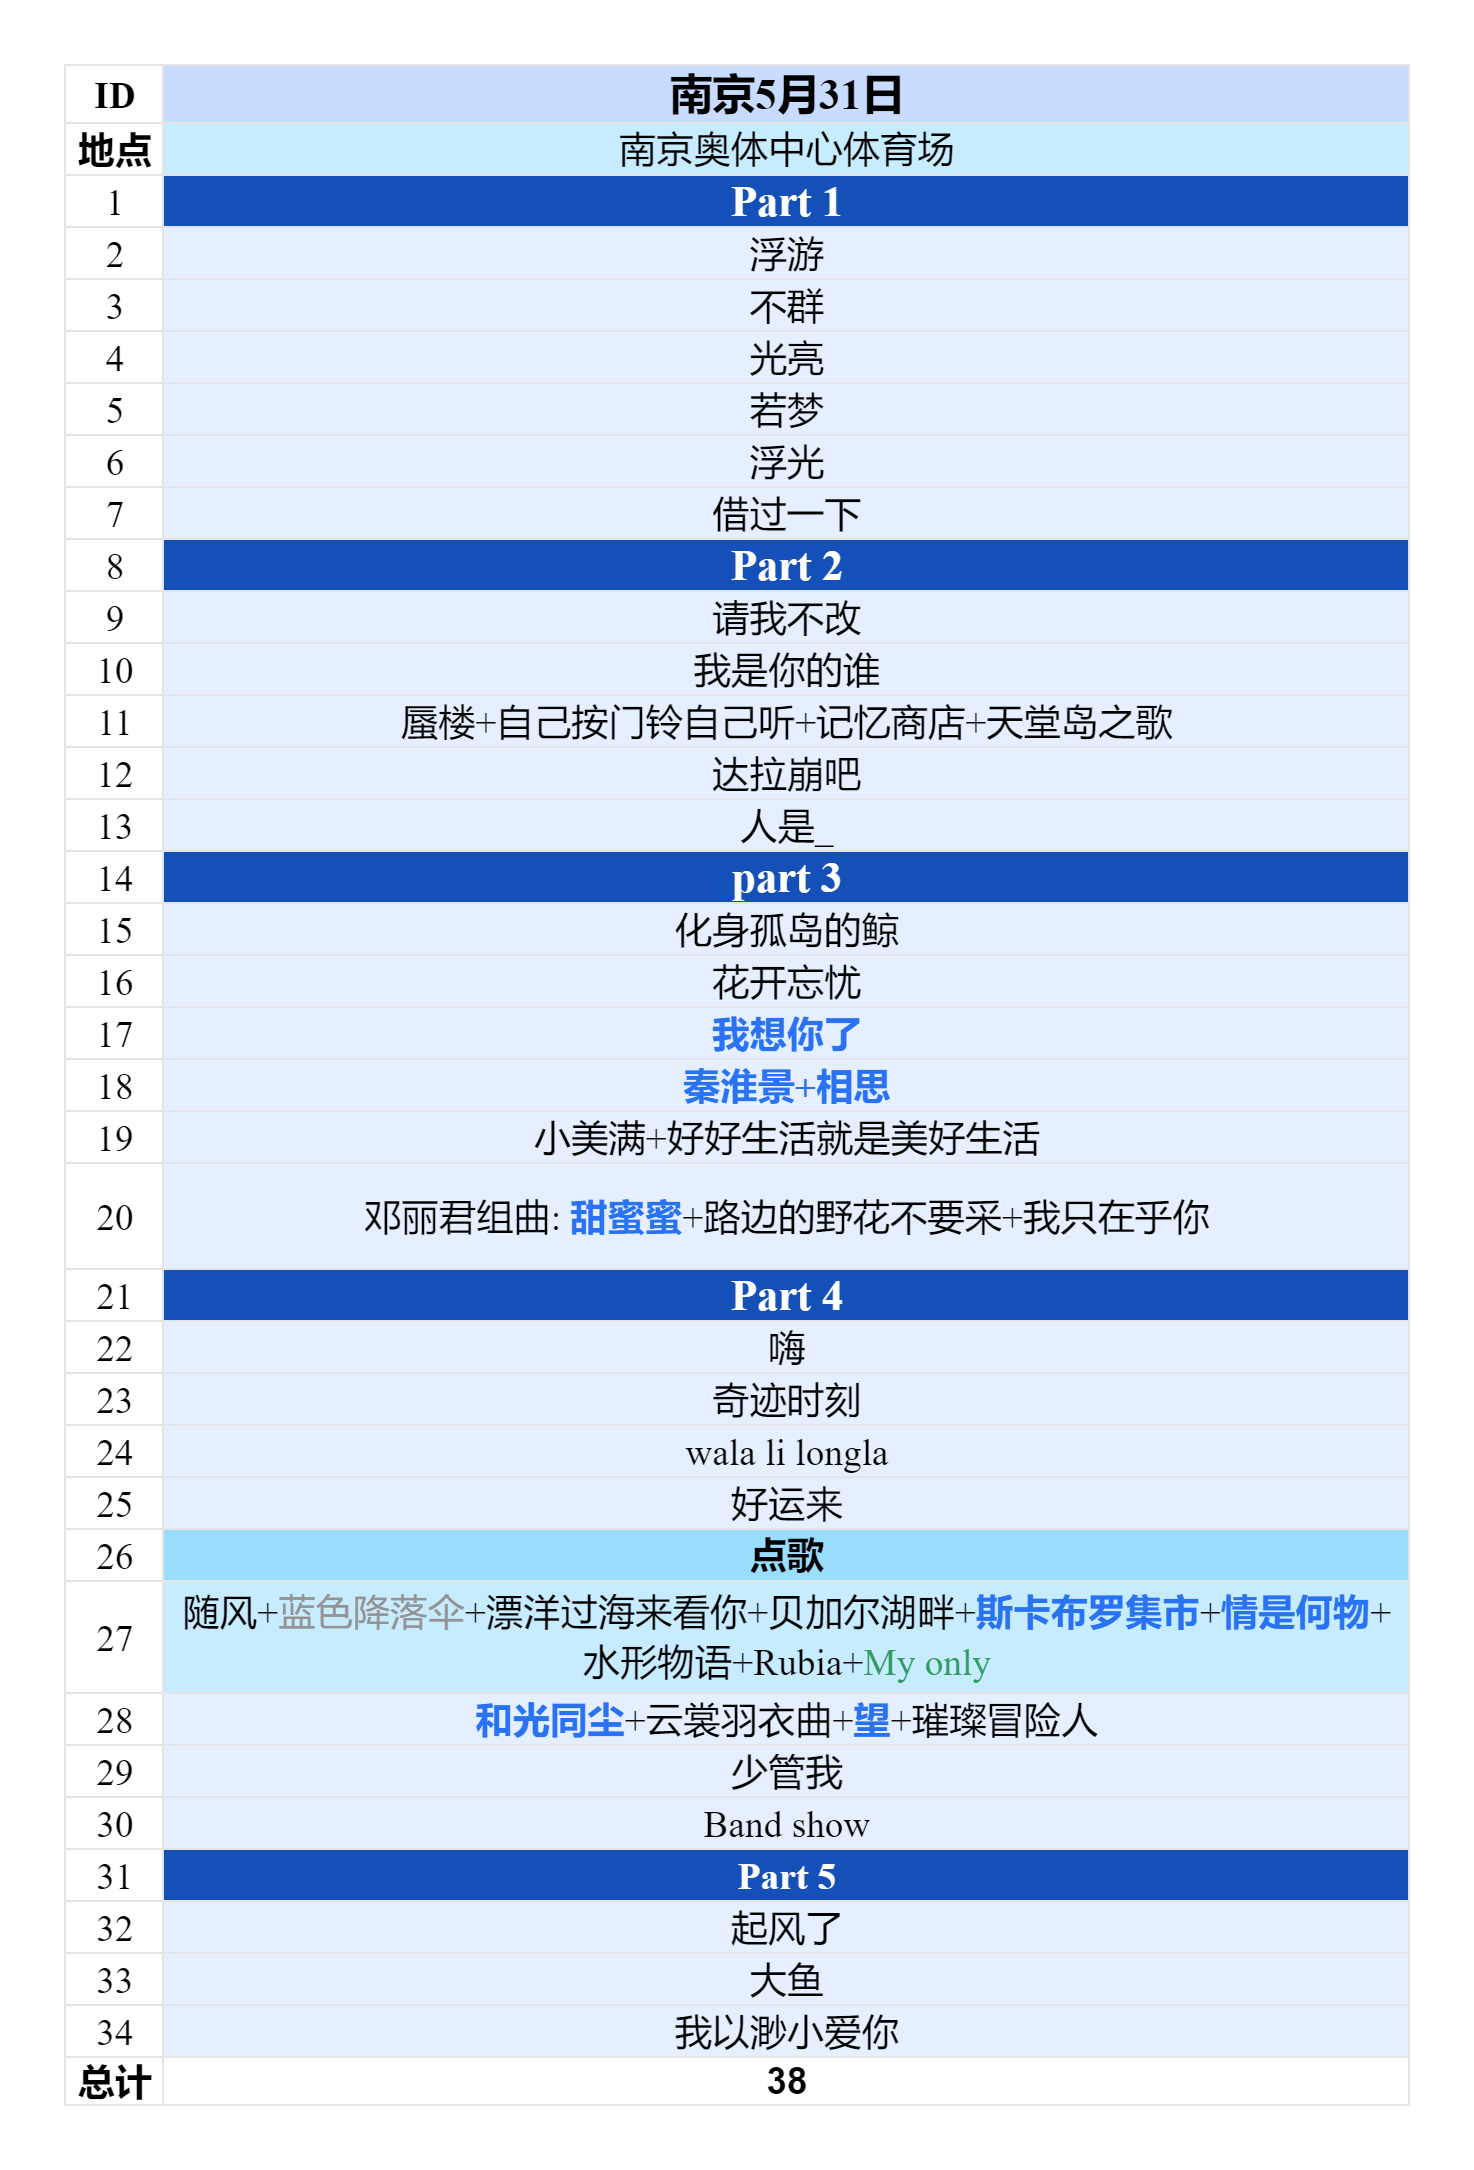 ID 南京5月31日
地点 南京奥体中心体育场
1 Part 1
2 浮游
3 不群
4 光亮
5 若梦
6 浮光
7 借过一下
8 Part 2
9 请我不改
10 我是你的谁
11 蜃楼+自己按门铃自己听+记忆商店+天堂岛之歌
12 达拉崩吧
13 人是_
14 part 3
15 化身孤岛的鲸
16 花开忘忧
17 我想你了
18 秦淮景+相思
19 小美满+好好生活就是美好生活
20 邓丽君组曲: 甜蜜蜜+路边的野花不要采+我只在乎你
21 Part 4
22 嗨
23 奇迹时刻
24 wala li longla
25 好运来
26 点歌
27 随风+蓝色降落伞+漂洋过海来看你+贝加尔湖畔+斯卡布罗集市+情是何物+
水形物语+Rubia+My only
28 和光同尘+云裳羽衣曲+望+璀璨冒险人
29 少管我
30 Band show
31 Part 5
32 起风了
33 大鱼
34 我以渺小爱你
总计 38